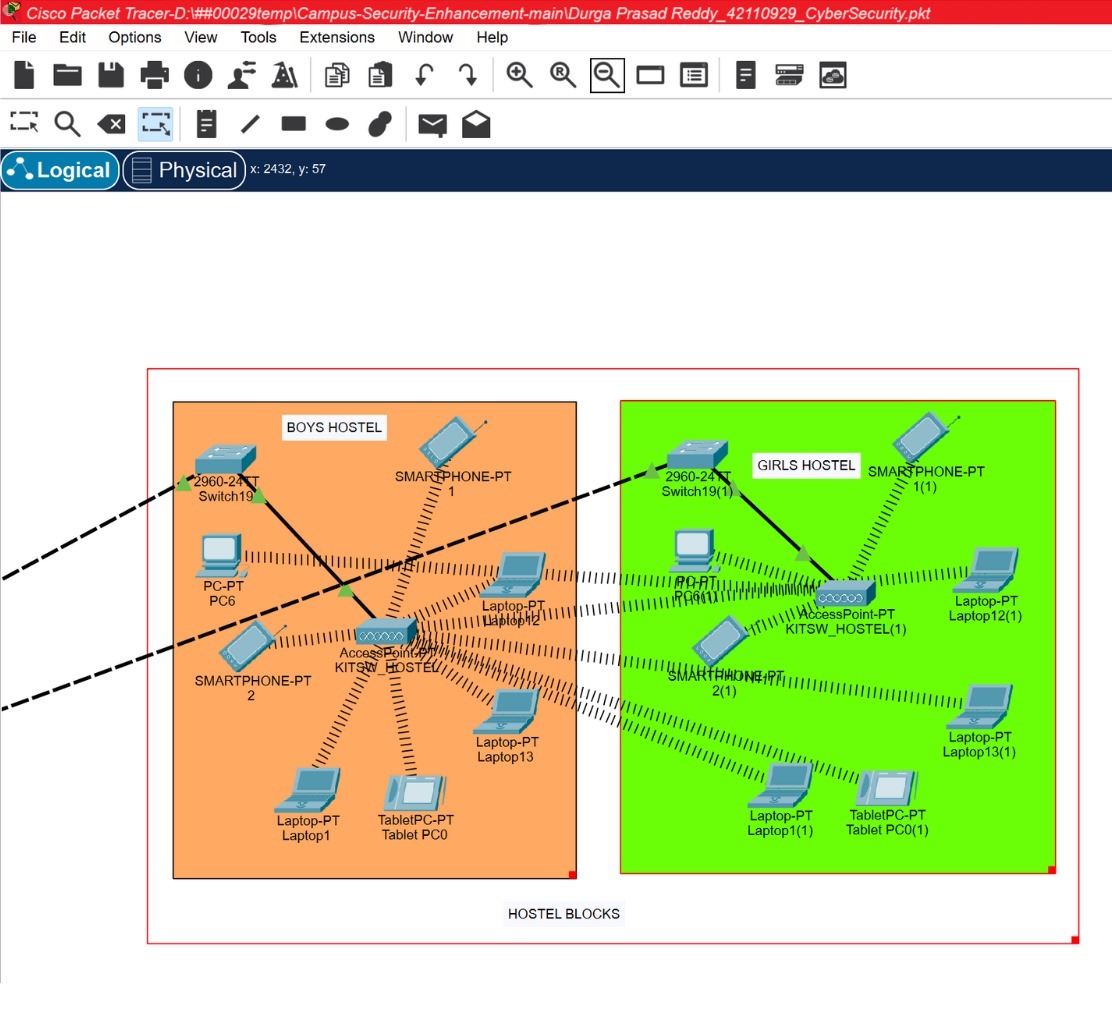 Cisco Packet Tracer-D:\##00029temp\Campus-Security-Enhancement-main\Durga Prasad Reddy_42110929_CyberSecurity.pkt
File Edit Options View Tools Extensions Window Help
Logical Physical x: 2432, y: 57
BOYS HOSTEL
2960-24TT
Switch19
SMARTPHONE-PT
1
PC-PT
PC6
Laptop-PT
Laptop12
AccessPoint-PT
KITSW_HOSTEL
SMARTPHONE-PT
2
Laptop-PT
Laptop13
Laptop-PT
Laptop1
TabletPC-PT
Tablet PC0
GIRLS HOSTEL
2960-24TT
Switch19(1)
SMARTPHONE-PT
1(1)
PC-PT
PC6(1)
AccessPoint-PT
KITSW_HOSTEL(1)
Laptop-PT
Laptop12(1)
SMARTPHONE-PT
2(1)
Laptop-PT
Laptop13(1)
Laptop-PT
Laptop1(1)
TabletPC-PT
Tablet PC0(1)
HOSTEL BLOCKS